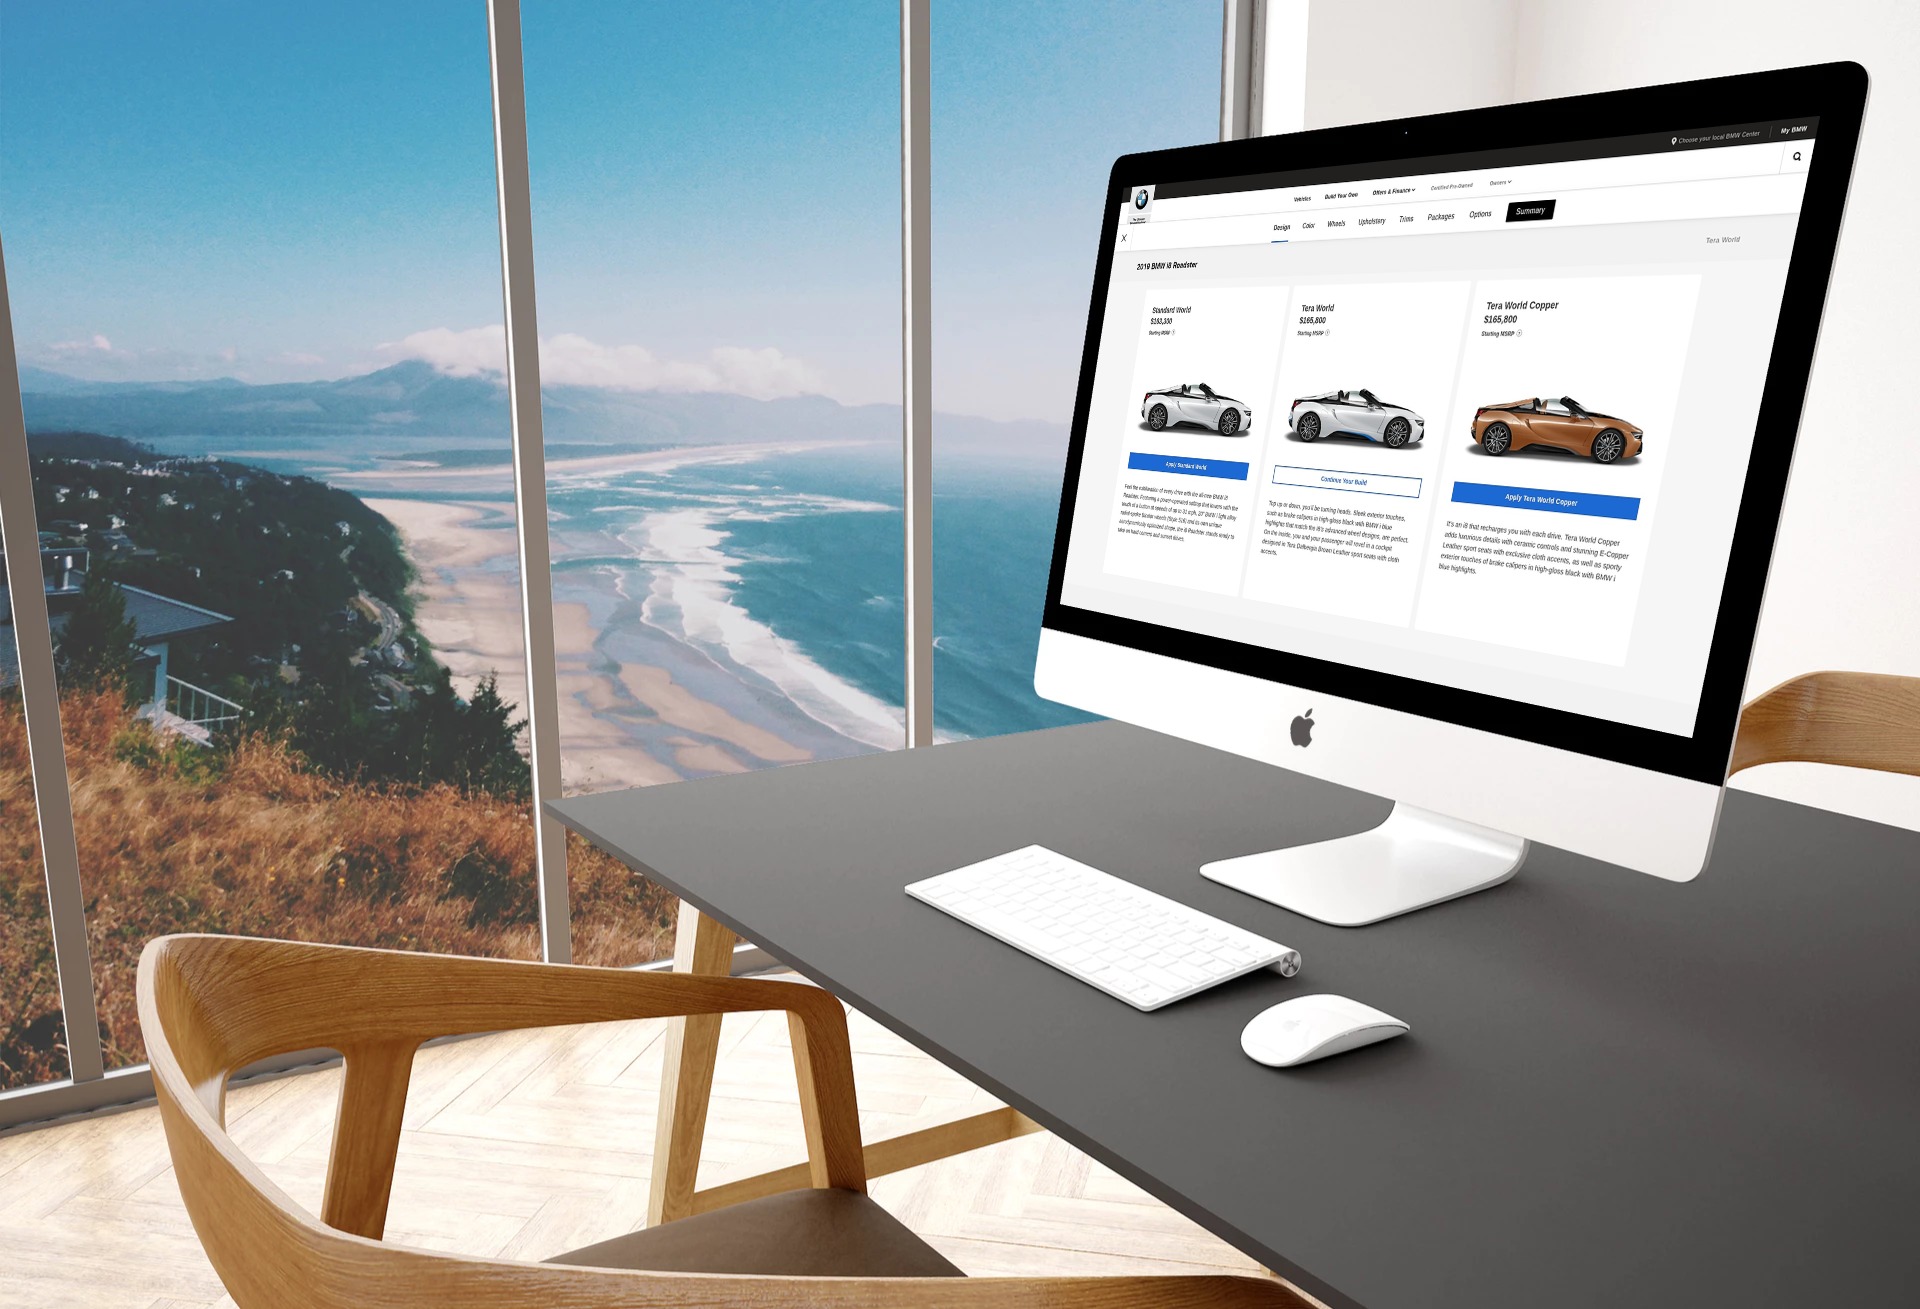 Choose your local BMW Center
My BMW
Vehicles
Build Your Own
Offers & Finance
Certified Pre-Owned
Owners
X
Design
Color
Wheels
Upholstery
Trims
Packages
Options
Summary
Tera World
2019 BMW i8 Roadster
Standard World
$163,300
Starting MSRP
Apply Standard World
Tera World
$165,800
Starting MSRP
Continue Your Build
Top up or down, you'll be turning heads. Sleek exterior touches,
such as brake calipers in high-gloss black with BMW i blue
highlights that match the i8's advanced wheel designs, are perfect.
On the inside, you and your passenger will revel in a cockpit
designed in Tera Dalbergia Brown Leather sport seats with cloth
accents.
Tera World Copper
$165,800
Starting MSRP
Apply Tera World Copper
It's an i8 that recharges you with each drive. Tera World Copper
adds luxurious details with ceramic controls and stunning E-Copper
Leather sport seats with exclusive cloth accents, as well as sporty
exterior touches of brake calipers in high-gloss black with BMW i
blue highlights.